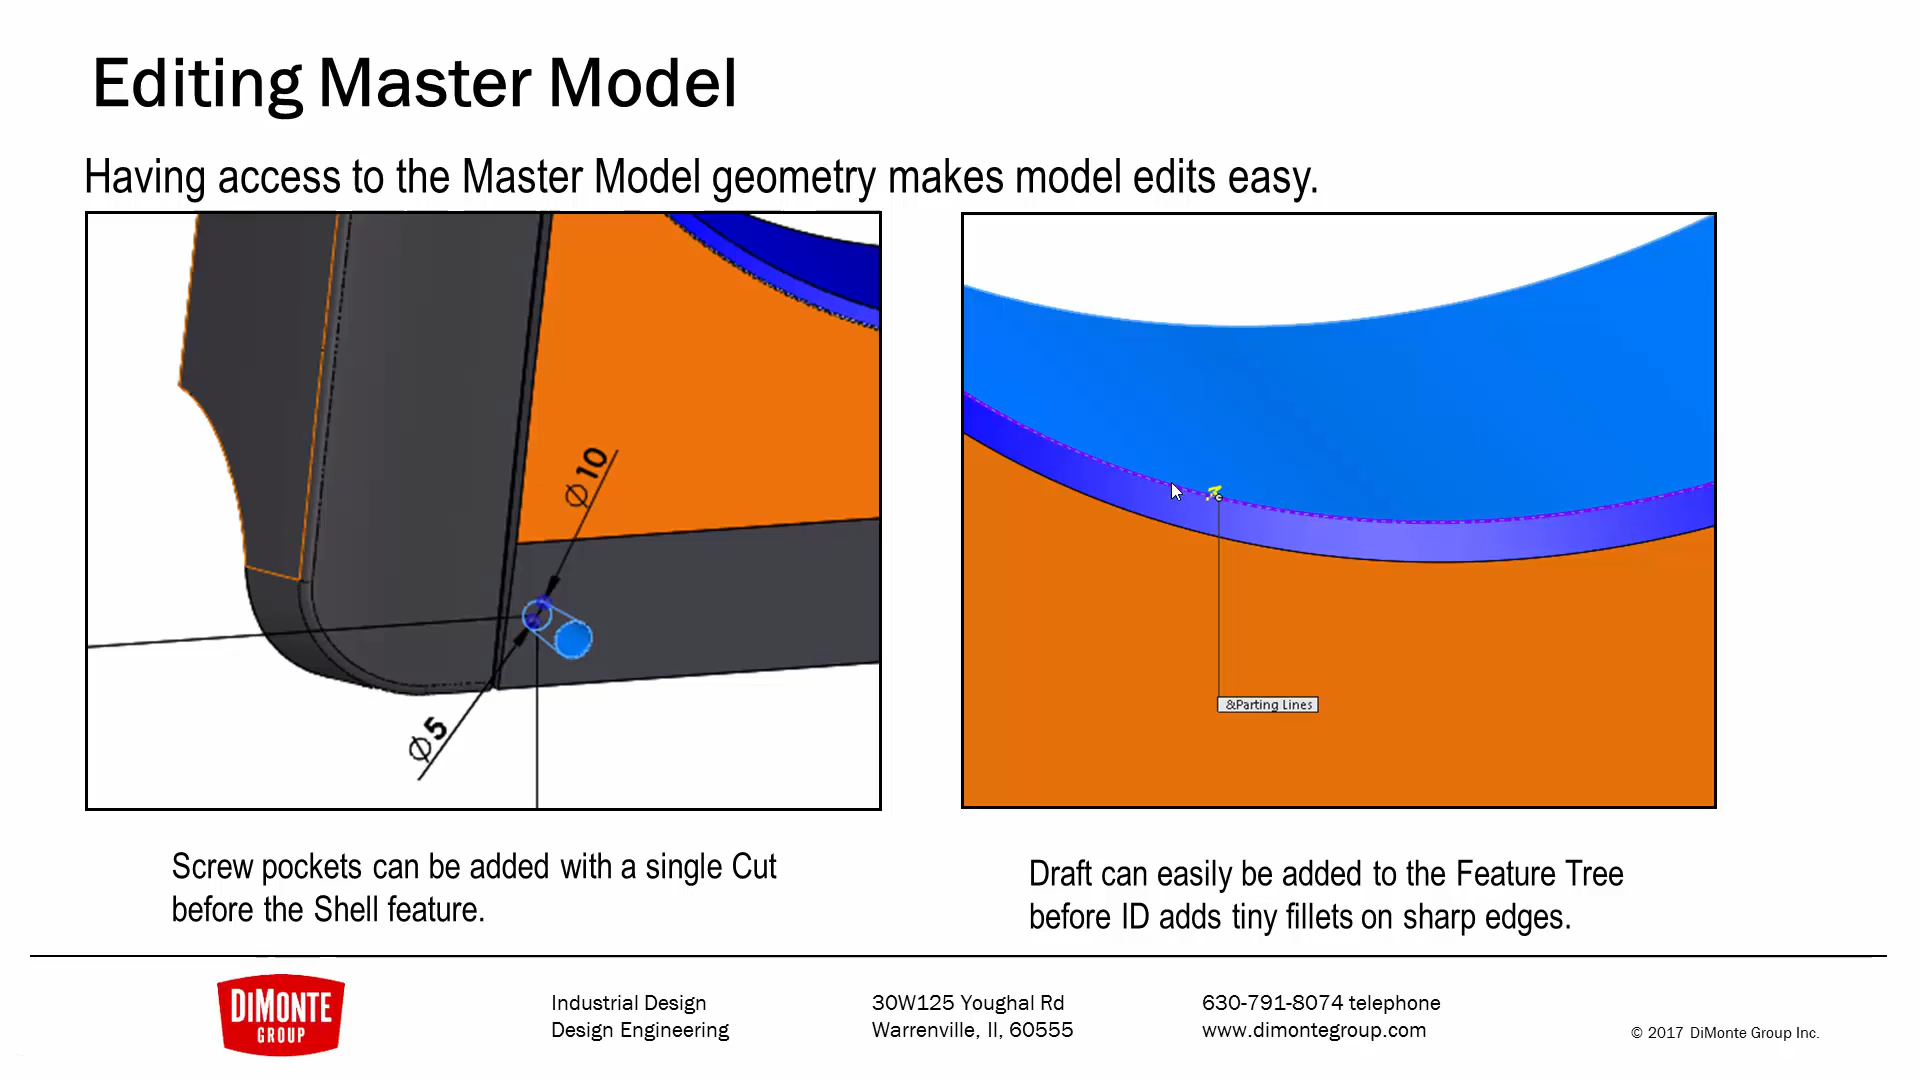 Editing Master Model
Having access to the Master Model geometry makes model edits easy.
∅10
∅5
&Parting Lines
Screw pockets can be added with a single Cut
before the Shell feature.
Draft can easily be added to the Feature Tree
before ID adds tiny fillets on sharp edges.
DIMONTE
GROUP
Industrial Design
Design Engineering
30W125 Youghal Rd
Warrenville, Il, 60555
630-791-8074 telephone
www.dimontegroup.com
© 2017 DiMonte Group Inc.